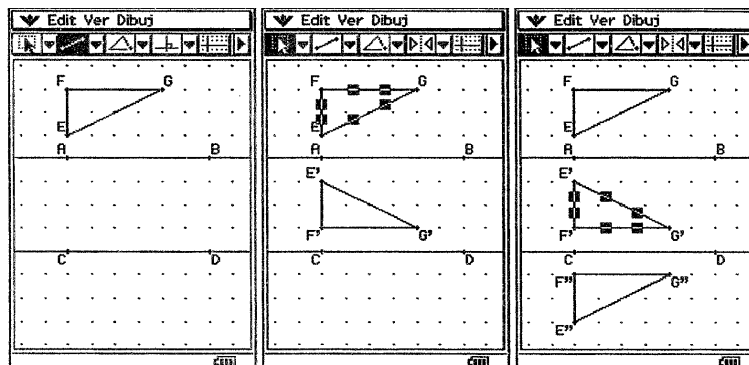 Edit Ver Dibuj
F G
E
A B
C D
Edit Ver Dibuj
F G
E
A B
E'
F' G'
C D
Edit Ver Dibuj
F G
E
A B
E'
F' G'
C D
F" G"
E"